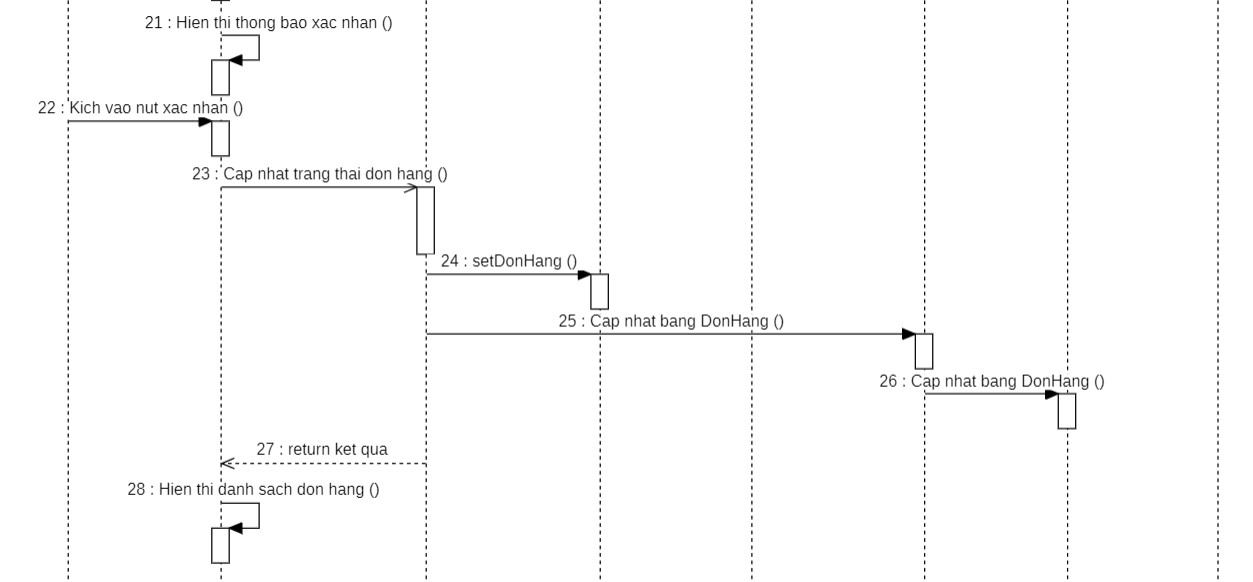 21 : Hien thi thong bao xac nhan ()
22 : Kich vao nut xac nhan ()
23 : Cap nhat trang thai don hang ()
24 : setDonHang ()
25 : Cap nhat bang DonHang ()
26 : Cap nhat bang DonHang ()
27 : return ket qua
28 : Hien thi danh sach don hang ()